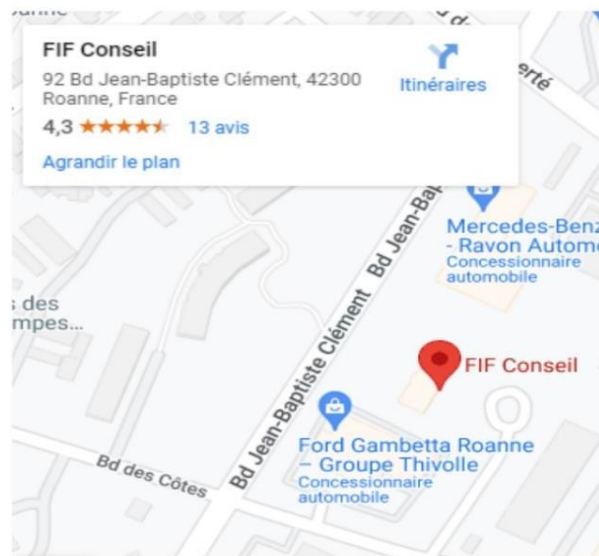 FIF Conseil
92 Bd Jean-Baptiste Clément, 42300
Roanne, France
4,3
13 avis
Agrandir le plan
Itinéraires
erté
Bd Jean-Bap
Mercedes-Benz
- Ravon Autom
Concessionnaire
automobile
s des
mpes...
Bd Jean-Baptiste Clément
FIF Conseil
Ford Gambetta Roanne
– Groupe Thivolle
Concessionnaire
automobile
Bd des Côtes